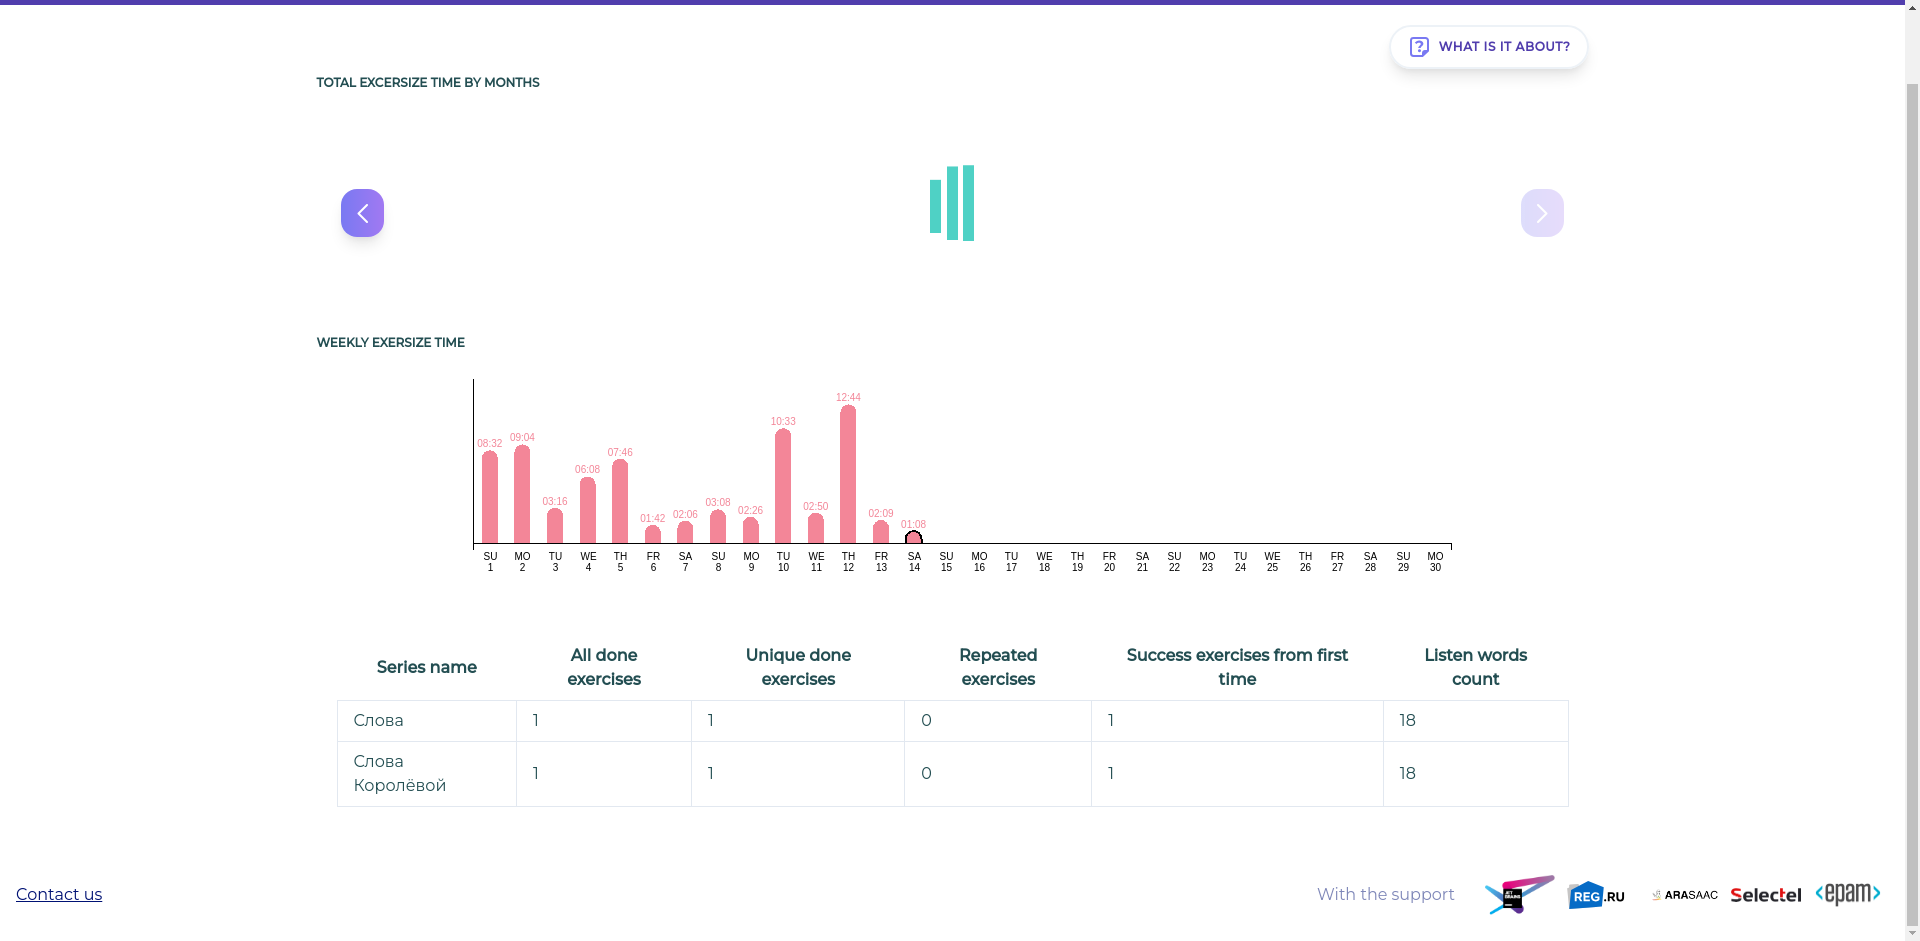 WHAT IS IT ABOUT?
TOTAL EXCERSIZE TIME BY MONTHS
WEEKLY EXERSIZE TIME
08:32 09:04 03:16 06:08 07:46 01:42 02:06 03:08 02:26 10:33 02:50 12:44 02:09 01:08
SU MO TU WE TH FR SA SU MO TU WE TH FR SA SU MO TU WE TH FR SA SU MO TU WE TH FR SA SU MO
1 2 3 4 5 6 7 8 9 10 11 12 13 14 15 16 17 18 19 20 21 22 23 24 25 26 27 28 29 30
Series name All done exercises Unique done exercises Repeated exercises Success exercises from first time Listen words count
Слова 1 1 0 1 18
Слова Королёвой 1 1 0 1 18
Contact us With the support JET BRAINS REG.RU ARASAAC Selectel <epam>